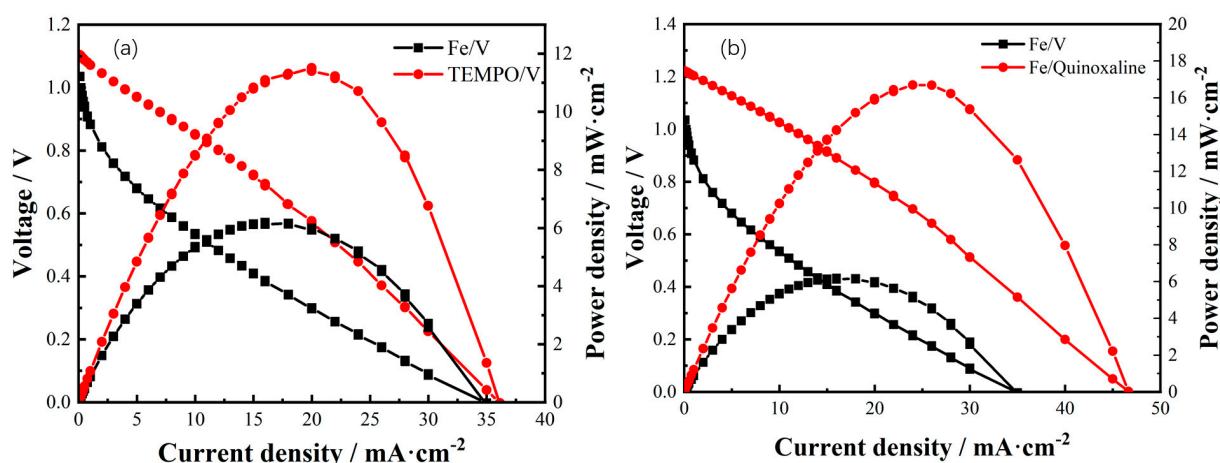 (a)
Fe/V
TEMPO/V
Voltage / V
0.0
0.2
0.4
0.6
0.8
1.0
1.2
Power density / mW·cm⁻²
0
2
4
6
8
10
12
0 5 10 15 20 25 30 35 40
Current density / mA·cm⁻²
(b)
Fe/V
Fe/Quinoxaline
Voltage / V
0.0
0.2
0.4
0.6
0.8
1.0
1.2
1.4
Power density / mW·cm⁻²
0
2
4
6
8
10
12
14
16
18
20
0 10 20 30 40 50
Current density / mA·cm⁻²